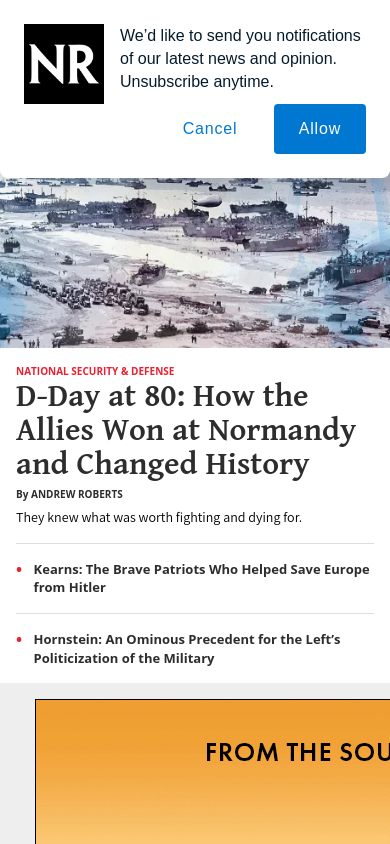 NR
We’d like to send you notifications
of our latest news and opinion.
Unsubscribe anytime.
Cancel
Allow
NATIONAL SECURITY & DEFENSE
D-Day at 80: How the
Allies Won at Normandy
and Changed History
By ANDREW ROBERTS
They knew what was worth fighting and dying for.
• Kearns: The Brave Patriots Who Helped Save Europe
from Hitler
• Hornstein: An Ominous Precedent for the Left’s
Politicization of the Military
FROM THE SOU